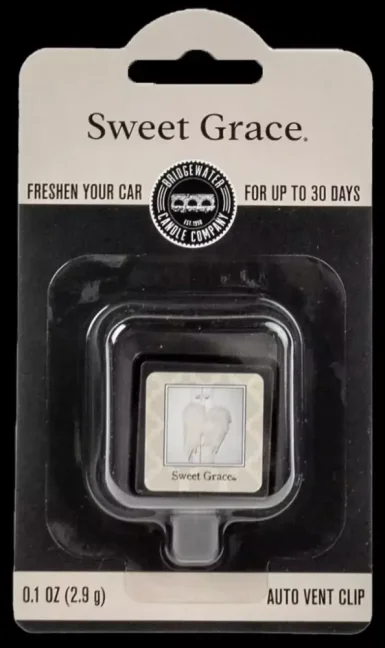 Sweet Grace.
FRESHEN YOUR CAR
BRIDGEWATER
EST. 1998
CANDLE COMPANY
FOR UP TO 30 DAYS
Sweet Grace
0.1 OZ (2.9 g)
AUTO VENT CLIP